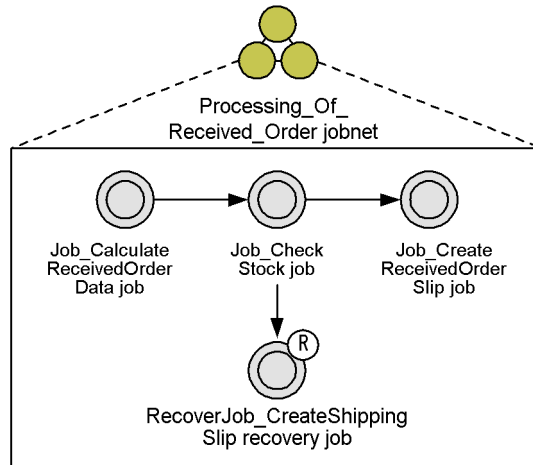 Processing_Of_
Received_Order jobnet
Job_Calculate
ReceivedOrder
Data job
Job_Check
Stock job
Job_Create
ReceivedOrder
Slip job
R
RecoverJob_CreateShipping
Slip recovery job